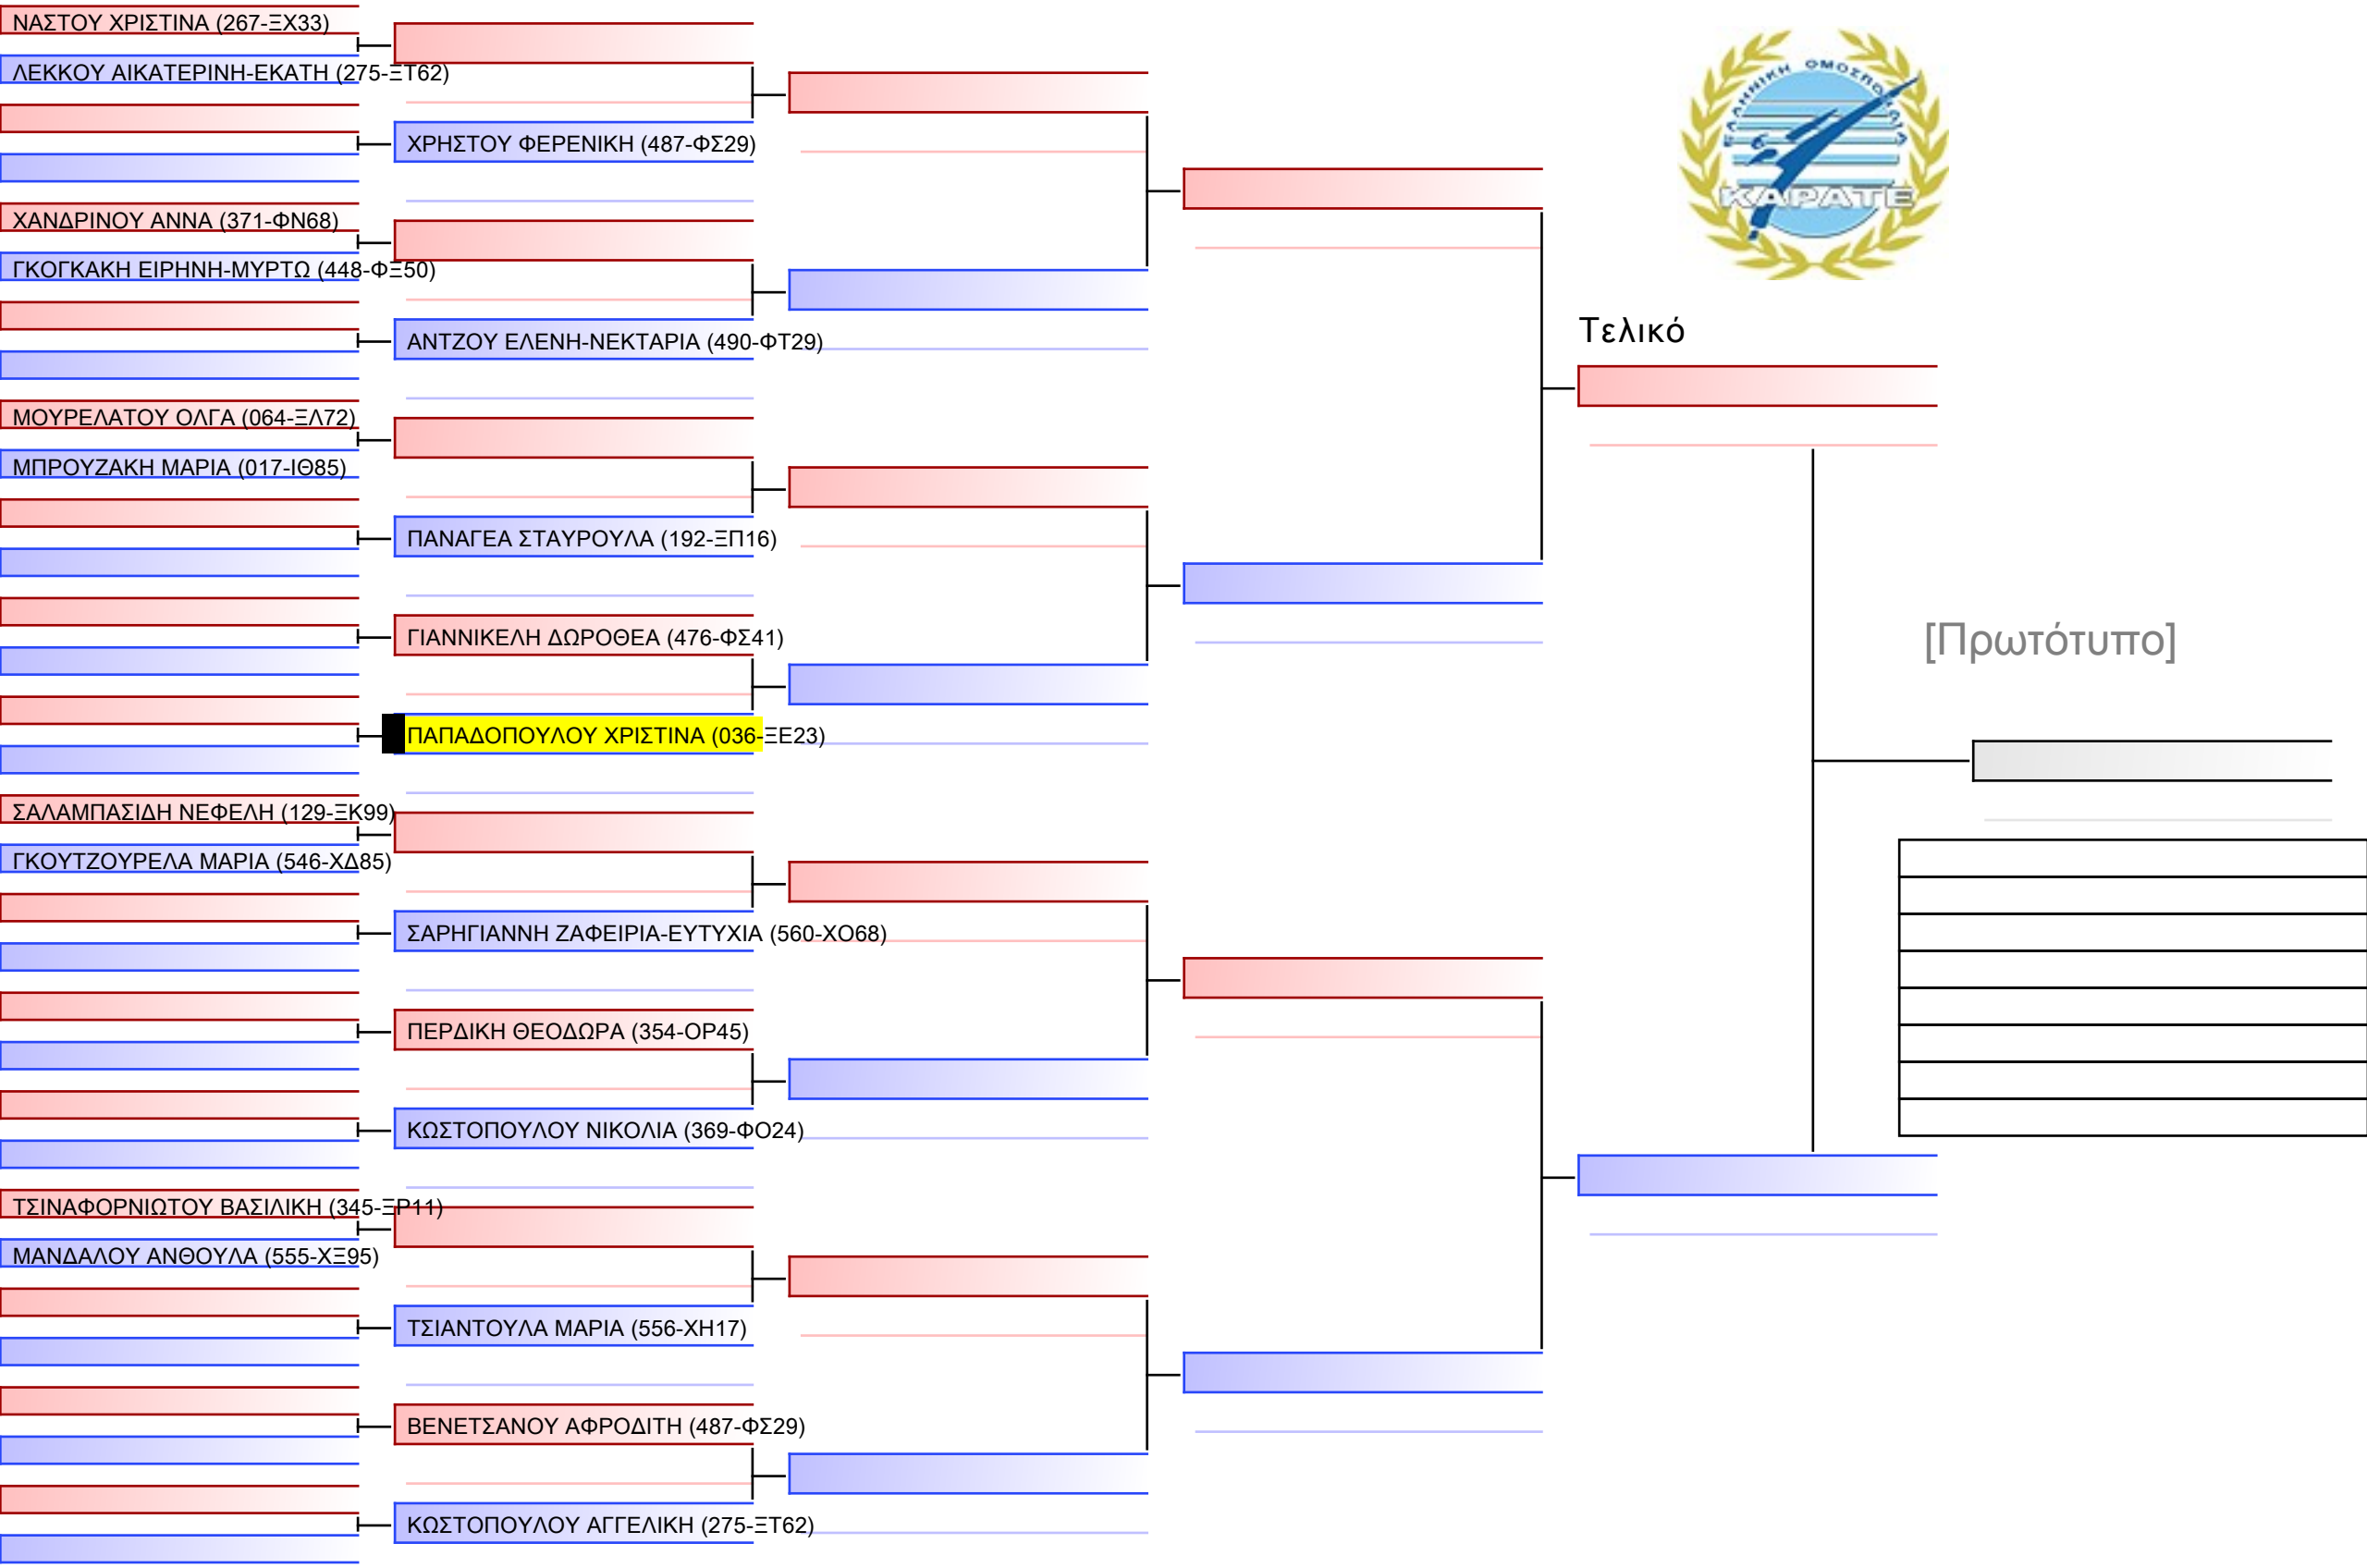 ΝΑΣΤΟΥ ΧΡΙΣΤΙΝΑ (267-ΞΧ33)
ΛΕΚΚΟΥ ΑΙΚΑΤΕΡΙΝΗ-ΕΚΑΤΗ (275-ΞΤ62)
ΧΡΗΣΤΟΥ ΦΕΡΕΝΙΚΗ (487-ΦΣ29)
ΧΑΝΔΡΙΝΟΥ ΑΝΝΑ (371-ΦΝ68)
ΓΚΟΓΚΑΚΗ ΕΙΡΗΝΗ-ΜΥΡΤΩ (448-ΦΞ50)
ΑΝΤΖΟΥ ΕΛΕΝΗ-ΝΕΚΤΑΡΙΑ (490-ΦΤ29)
ΜΟΥΡΕΛΑΤΟΥ ΟΛΓΑ (064-ΞΛ72)
ΜΠΡΟΥΖΑΚΗ ΜΑΡΙΑ (017-ΙΘ85)
ΠΑΝΑΓΕΑ ΣΤΑΥΡΟΥΛΑ (192-ΞΠ16)
ΓΙΑΝΝΙΚΕΛΗ ΔΩΡΟΘΕΑ (476-ΦΣ41)
ΠΑΠΑΔΟΠΟΥΛΟΥ ΧΡΙΣΤΙΝΑ (036-ΞΕ23)
ΣΑΛΑΜΠΑΣΙΔΗ ΝΕΦΕΛΗ (129-ΞΚ99)
ΓΚΟΥΤΖΟΥΡΕΛΑ ΜΑΡΙΑ (546-ΧΔ85)
ΣΑΡΗΓΙΑΝΝΗ ΖΑΦΕΙΡΙΑ-ΕΥΤΥΧΙΑ (560-ΧΟ68)
ΠΕΡΔΙΚΗ ΘΕΟΔΩΡΑ (354-ΟΡ45)
ΚΩΣΤΟΠΟΥΛΟΥ ΝΙΚΟΛΙΑ (369-ΦΟ24)
ΤΣΙΝΑΦΟΡΝΙΩΤΟΥ ΒΑΣΙΛΙΚΗ (345-ΞΡ11)
ΜΑΝΔΑΛΟΥ ΑΝΘΟΥΛΑ (555-ΧΞ95)
ΤΣΙΑΝΤΟΥΛΑ ΜΑΡΙΑ (556-ΧΗ17)
ΒΕΝΕΤΣΑΝΟΥ ΑΦΡΟΔΙΤΗ (487-ΦΣ29)
ΚΩΣΤΟΠΟΥΛΟΥ ΑΓΓΕΛΙΚΗ (275-ΞΤ62)
ΕΛΛΗΝΙΚΗ ΟΜΟΣΠΟΝΔΙΑ
ΚΑΡΑΤΕ
Τελικό
[Πρωτότυπο]